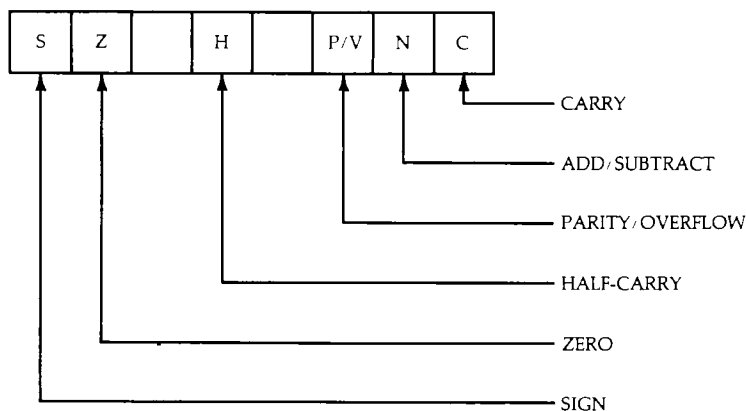 S Z H P/V N C
CARRY
ADD/SUBTRACT
PARITY/OVERFLOW
HALF-CARRY
ZERO
SIGN